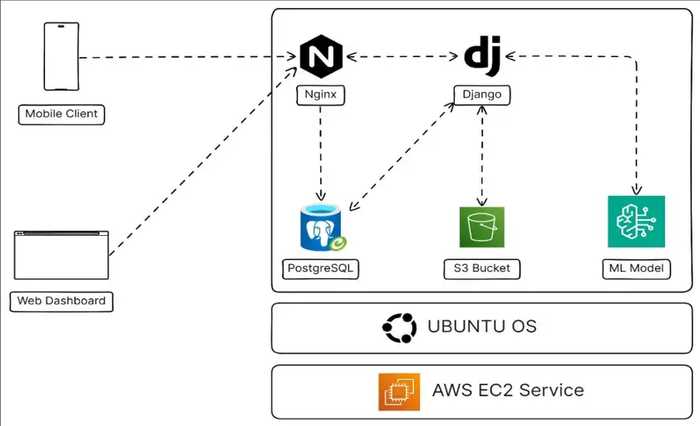 N
dj
Nginx
Django
Mobile Client
PostgreSQL
S3 Bucket
ML Model
Web Dashboard
UBUNTU OS
AWS EC2 Service